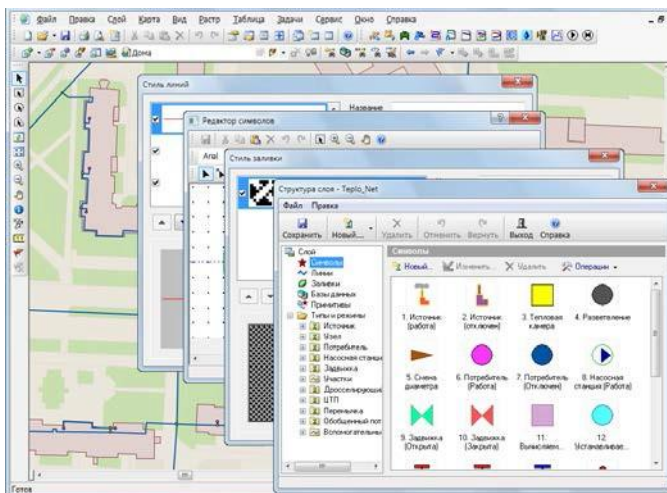 Файл Правка Слой Карта Вид Растр Таблица Задачи Сервис Окно Справка
Дома
Стиль линий
Название
Редактор символов
Arial
Стиль заливки
Структура слоя - Teplo_Net
Файл Правка
Сохранить Новый... Удалить Отменить Вернуть Выход Справка
Слой
Символы
Линии
Заливки
Базы данных
Примитивы
Типы и режимы
Источник
Узел
Потребитель
Насосная станци
Задвижка
Участки
Дросселирующи
ЦТП
Перемычка
Обобщенный пот
Вспомогательны
Символы
Новый... Изменить... Удалить Операции
1. Источник (работа)
2. Источник (отключен)
3. Тепловая камера
4. Разветвление
5. Смена диаметра
6. Потребитель (Работа)
7. Потребитель (Отключен)
8. Насосная станция (Работа)
9. Задвижка (Открыта)
10. Задвижка (Закрыта)
11. Вычисляем...
12. Устанавливае...
Готов